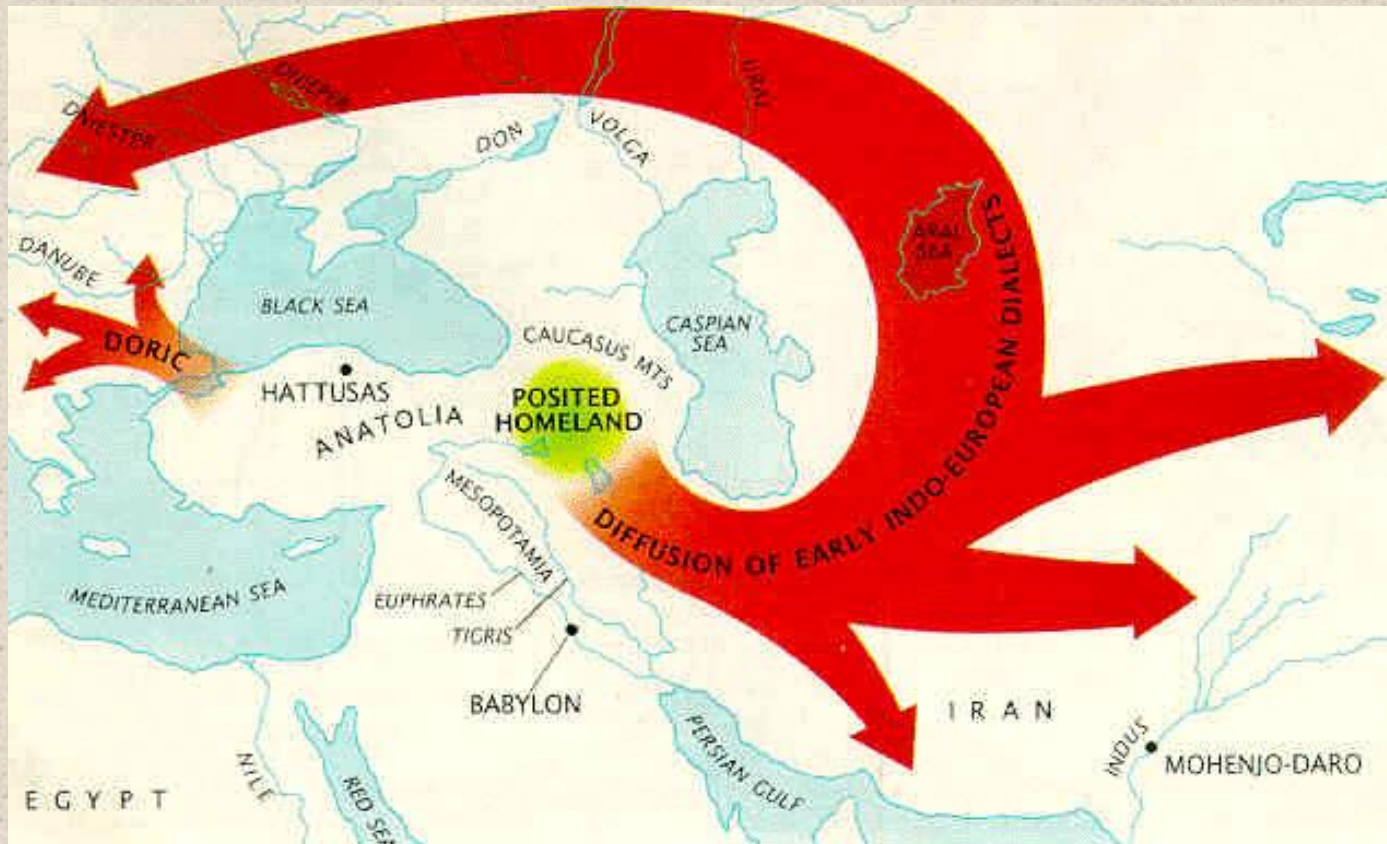 DNIEPER
DNIESTER
DON
VOLGA
URAL
ARAL
SEA
DANUBE
BLACK SEA
CAUCASUS MTS
CASPIAN
SEA
DORIC
HATTUSAS
ANATOLIA
POSITED
HOMELAND
DIFFUSION OF EARLY INDO-EUROPEAN DIALECTS
MESOPOTAMIA
MEDITERRANEAN SEA
EUPHRATES
TIGRIS
BABYLON
IRAN
PERSIAN GULF
INDUS
MOHENJO-DARO
EGYPT
NILE
RED SEA